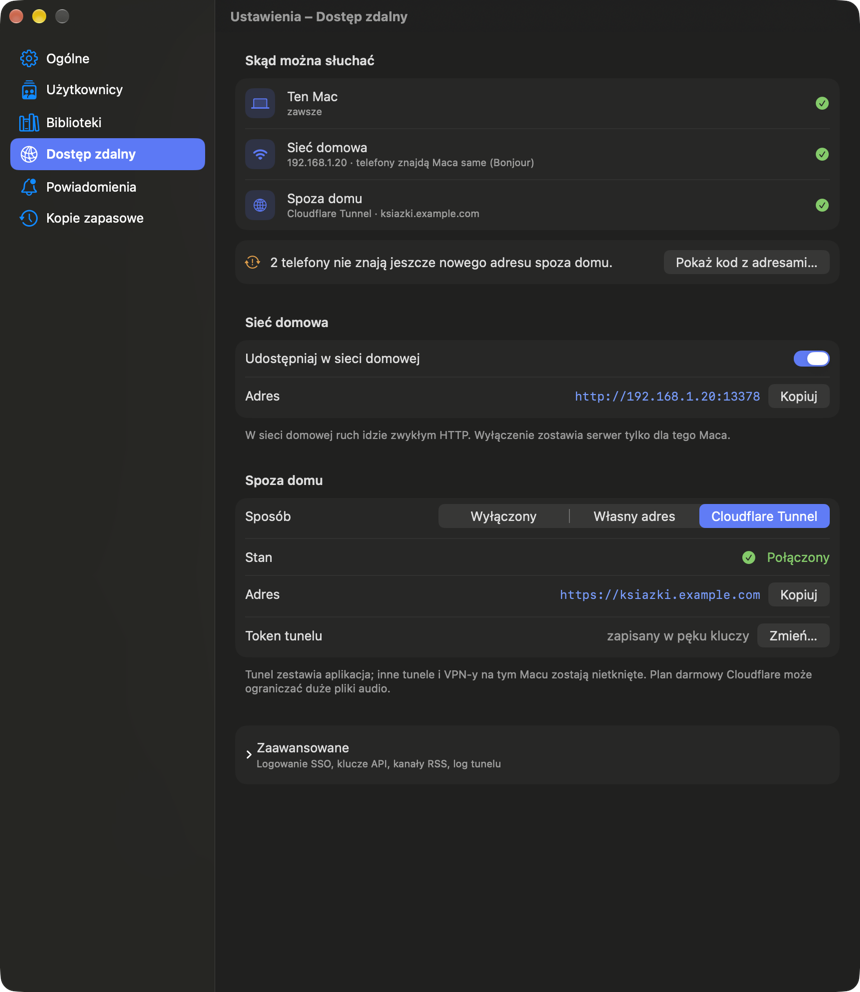 Ustawienia – Dostęp zdalny
Ogólne
Użytkownicy
Biblioteki
Dostęp zdalny
Powiadomienia
Kopie zapasowe
Skąd można słuchać
Ten Mac
zawsze
Sieć domowa
192.168.1.20 · telefony znajdą Maca same (Bonjour)
Spoza domu
Cloudflare Tunnel · ksiazki.example.com
2 telefony nie znają jeszcze nowego adresu spoza domu. Pokaż kod z adresami...
Sieć domowa
Udostępniaj w sieci domowej
Adres http://192.168.1.20:13378 Kopiuj
W sieci domowej ruch idzie zwykłym HTTP. Wyłączenie zostawia serwer tylko dla tego Maca.
Spoza domu
Sposób Wyłączony Własny adres Cloudflare Tunnel
Stan Połączony
Adres https://ksiazki.example.com Kopiuj
Token tunelu zapisany w pęku kluczy Zmień...
Tunel zestawia aplikacja; inne tunele i VPN-y na tym Macu zostają nietknięte. Plan darmowy Cloudflare może
ograniczać duże pliki audio.
Zaawansowane
Logowanie SSO, klucze API, kanały RSS, log tunelu